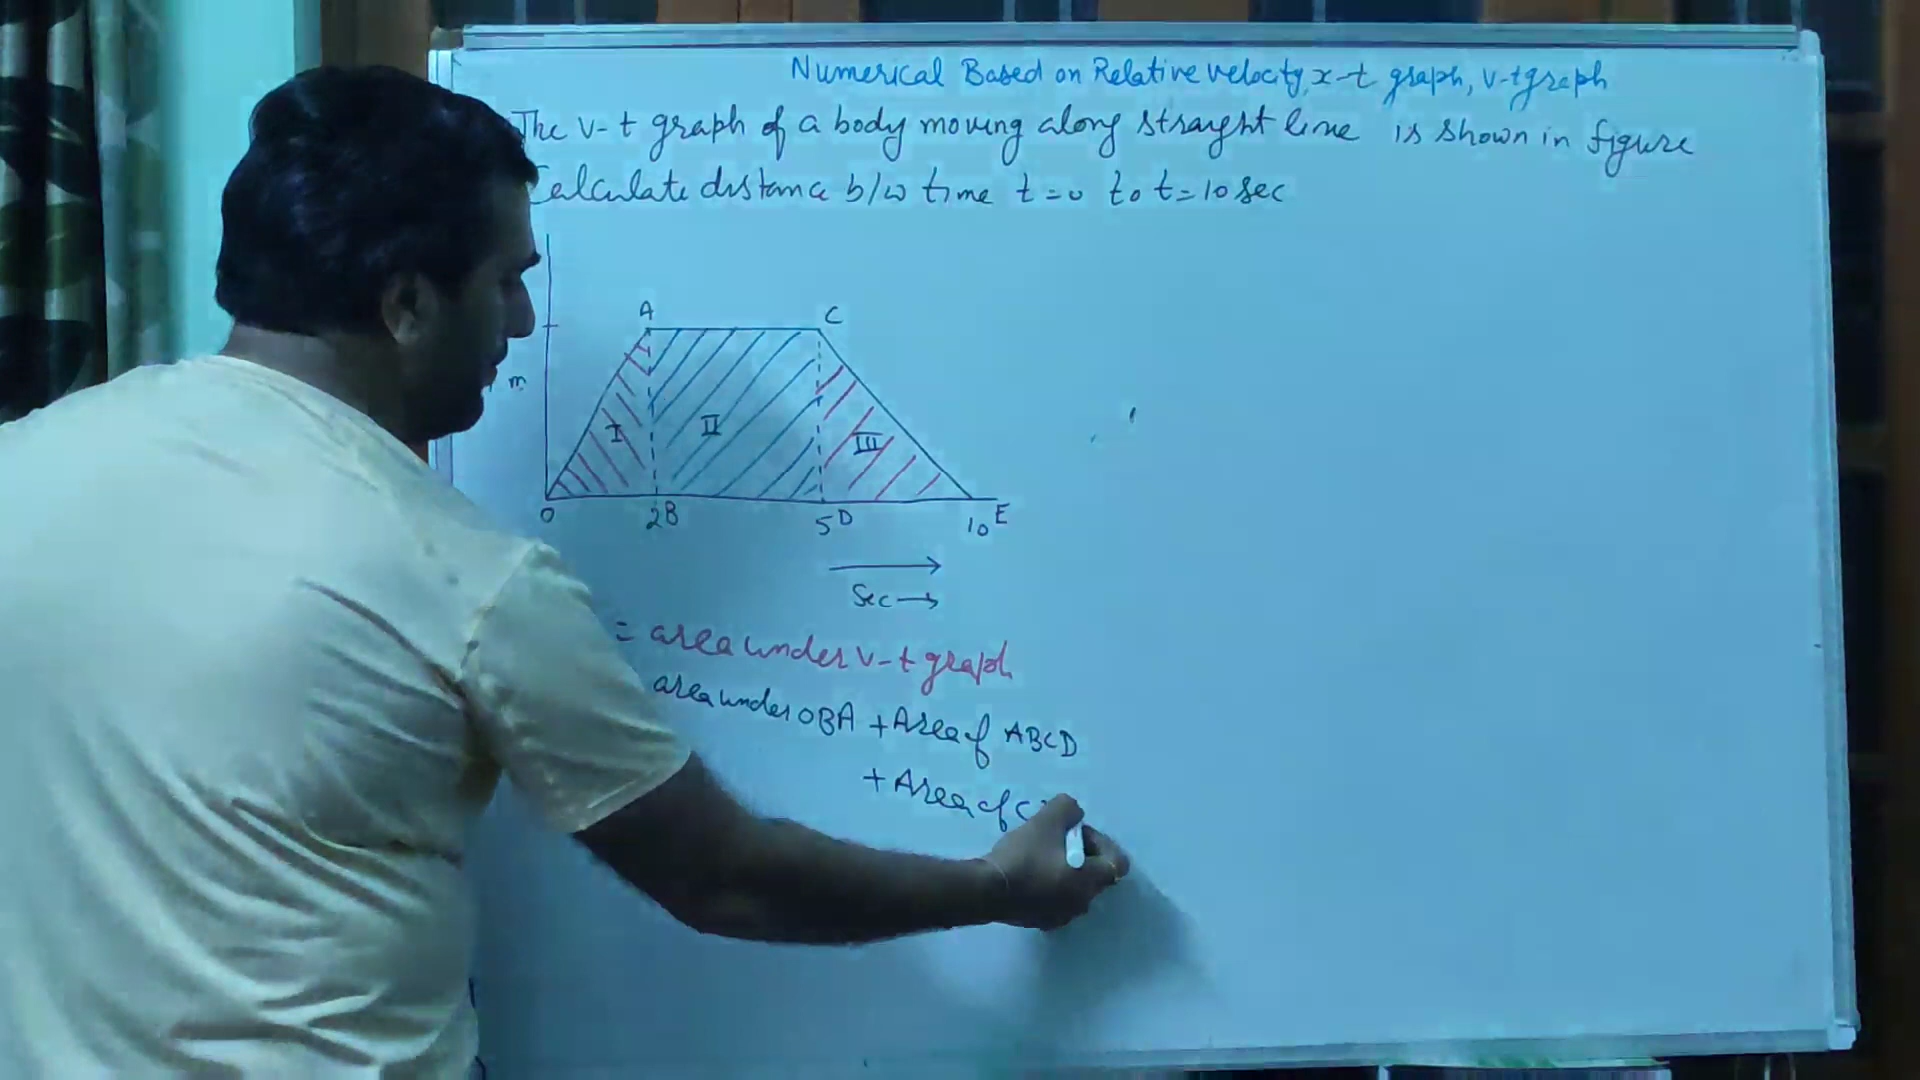 Numerical Based on Relative velocity, x-t graph, v-t graph
The v-t graph of a body moving along straight line is shown in figure
Calculate distance b/w time t=0 to t=10 sec
A
C
m
I
II
III
0
2B
5D
10 E
Sec→
= area under v-t graph
area under OBA + Area of ABCD
+ Area of C